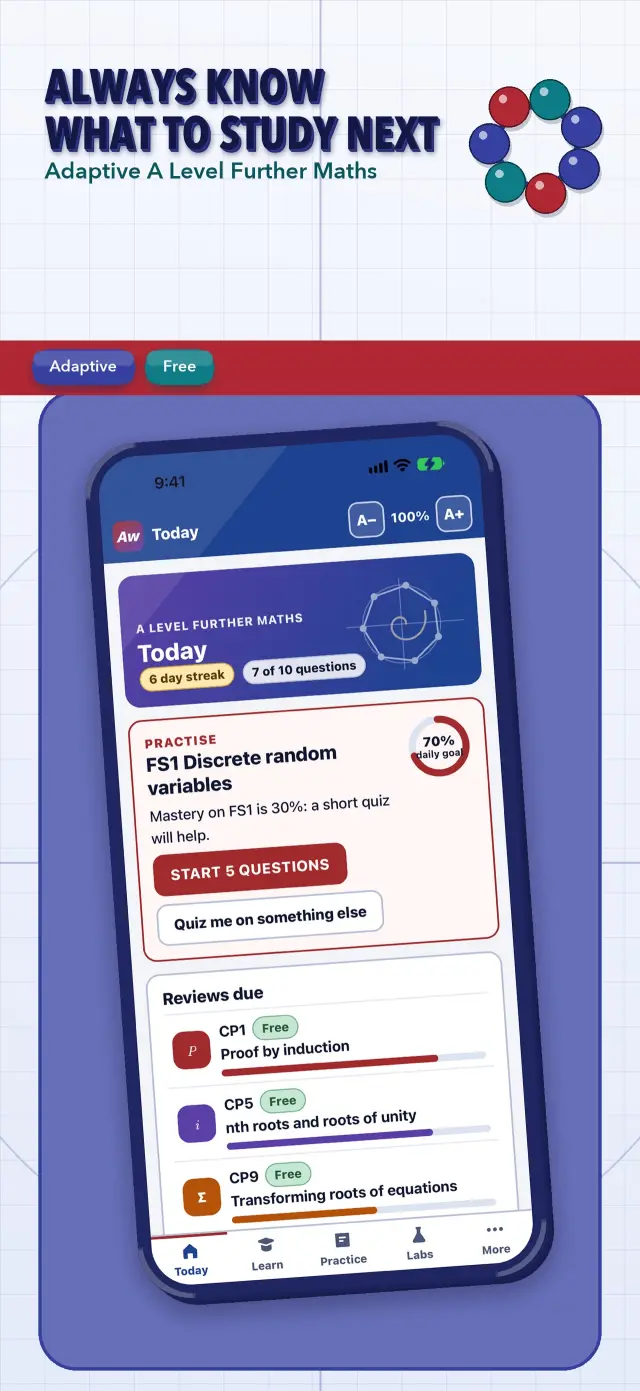 ALWAYS KNOW
WHAT TO STUDY NEXT
Adaptive A Level Further Maths
Adaptive
Free
9:41
Aw
Today
A−
100%
A+
A LEVEL FURTHER MATHS
Today
6 day streak
7 of 10 questions
PRACTISE
FS1 Discrete random
variables
70%
daily goal
Mastery on FS1 is 30%: a short quiz
will help.
START 5 QUESTIONS
Quiz me on something else
Reviews due
P
CP1
Free
Proof by induction
i
CP5
Free
nth roots and roots of unity
Σ
CP9
Free
Transforming roots of equations
Today
Learn
Practice
Labs
More